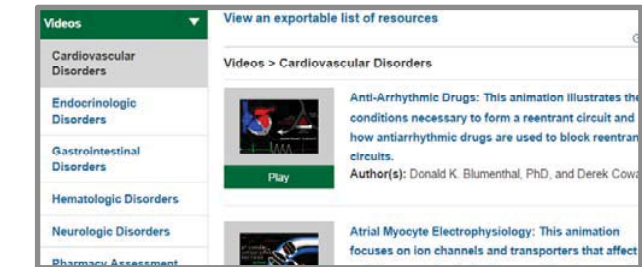 Videos ▼
Cardiovascular
Disorders
Endocrinologic
Disorders
Gastrointestinal
Disorders
Hematologic Disorders
Neurologic Disorders
Pharmacy Assessment
View an exportable list of resources
Videos > Cardiovascular Disorders
Anti-Arrhythmic Drugs: This animation illustrates the
conditions necessary to form a reentrant circuit and
how antiarrhythmic drugs are used to block reentran
circuits.
Author(s): Donald K. Blumenthal, PhD, and Derek Cowa
Play
Atrial Myocyte Electrophysiology: This animation
focuses on ion channels and transporters that affect